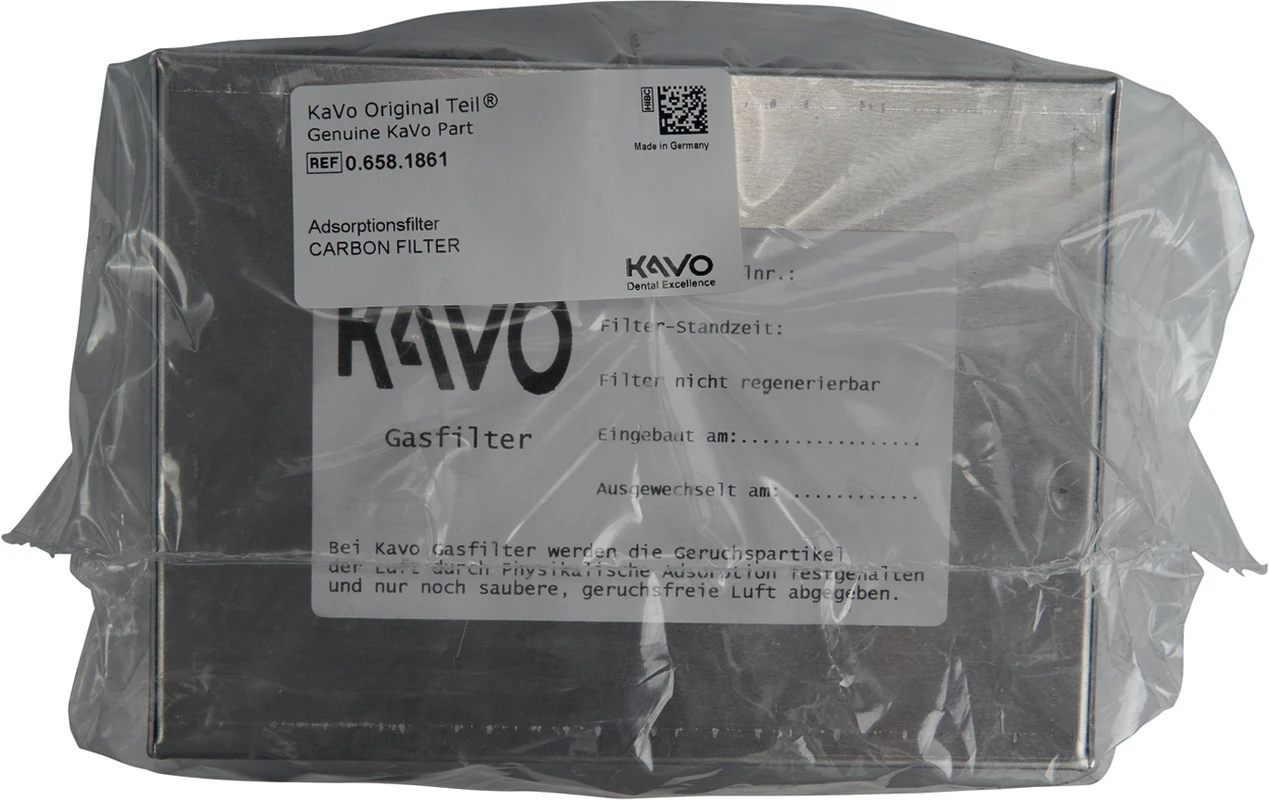 KaVo Original Teil®
Genuine KaVo Part
REF 0.658.1861
HIBC
Made in Germany
Adsorptionsfilter
CARBON FILTER
KAVO
Dental Excellence
lnr.:
KAVO
Filter-Standzeit:
Filter nicht regenerierbar
Gasfilter
Eingebaut am:.................
Ausgewechselt am: ............
Bei Kavo Gasfilter werden die Geruchspartikel
der Luft durch Physikalische Adsorption festgehalten
und nur noch saubere, geruchsfreie Luft abgegeben.